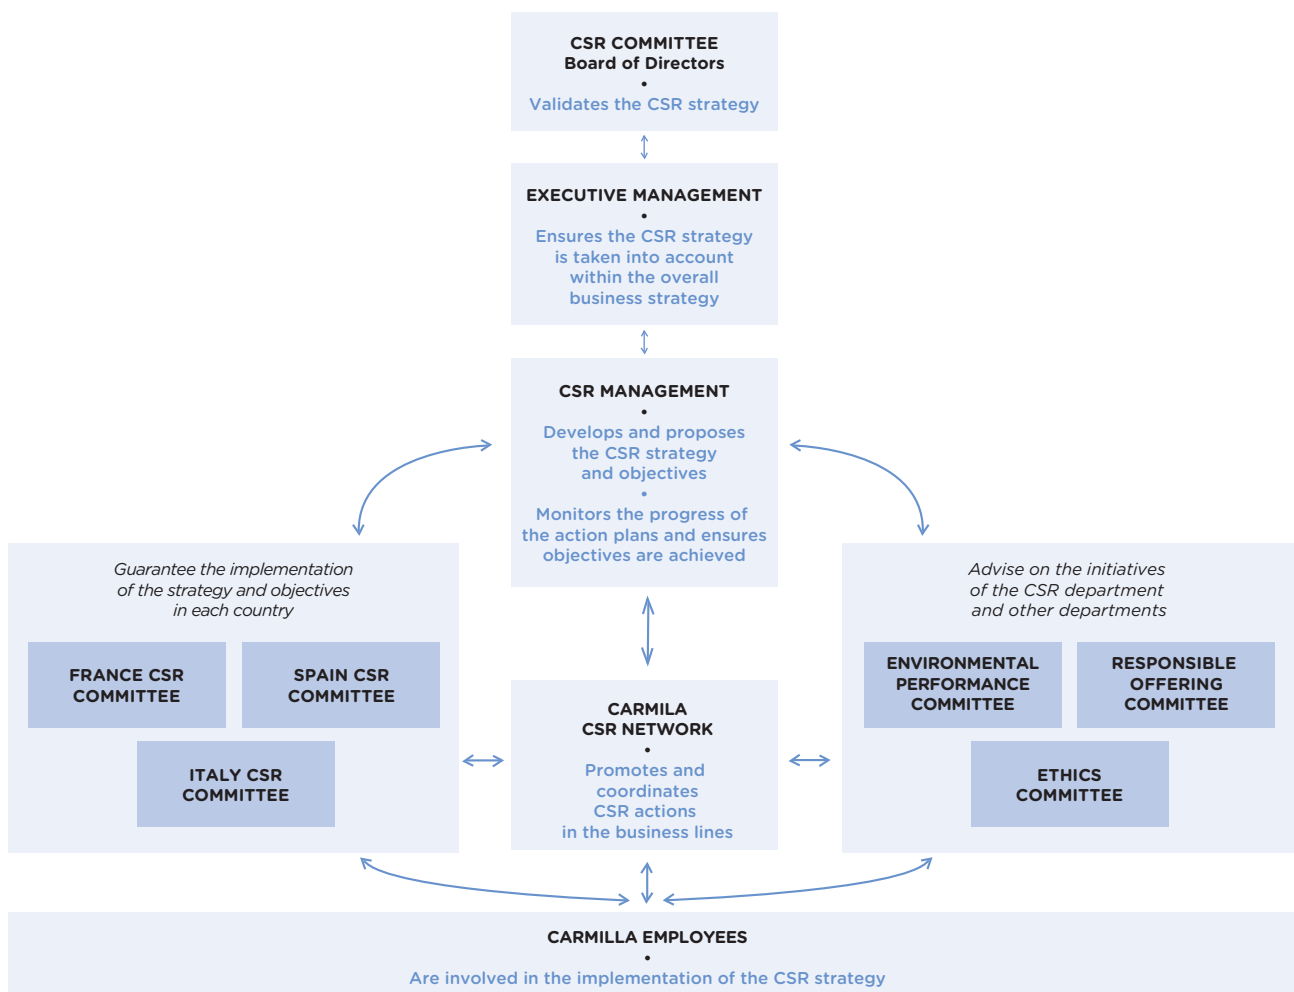 CSR COMMITTEE
Board of Directors
•
Validates the CSR strategy
EXECUTIVE MANAGEMENT
•
Ensures the CSR strategy
is taken into account
within the overall
business strategy
CSR MANAGEMENT
•
Develops and proposes
the CSR strategy
and objectives
•
Monitors the progress of
the action plans and ensures
objectives are achieved
Guarantee the implementation
of the strategy and objectives
in each country
FRANCE CSR
COMMITTEE
SPAIN CSR
COMMITTEE
ITALY CSR
COMMITTEE
CARMILA
CSR NETWORK
•
Promotes and
coordinates
CSR actions
in the business lines
Advise on the initiatives
of the CSR department
and other departments
ENVIRONMENTAL
PERFORMANCE
COMMITTEE
RESPONSIBLE
OFFERING
COMMITTEE
ETHICS
COMMITTEE
CARMILLA EMPLOYEES
•
Are involved in the implementation of the CSR strategy